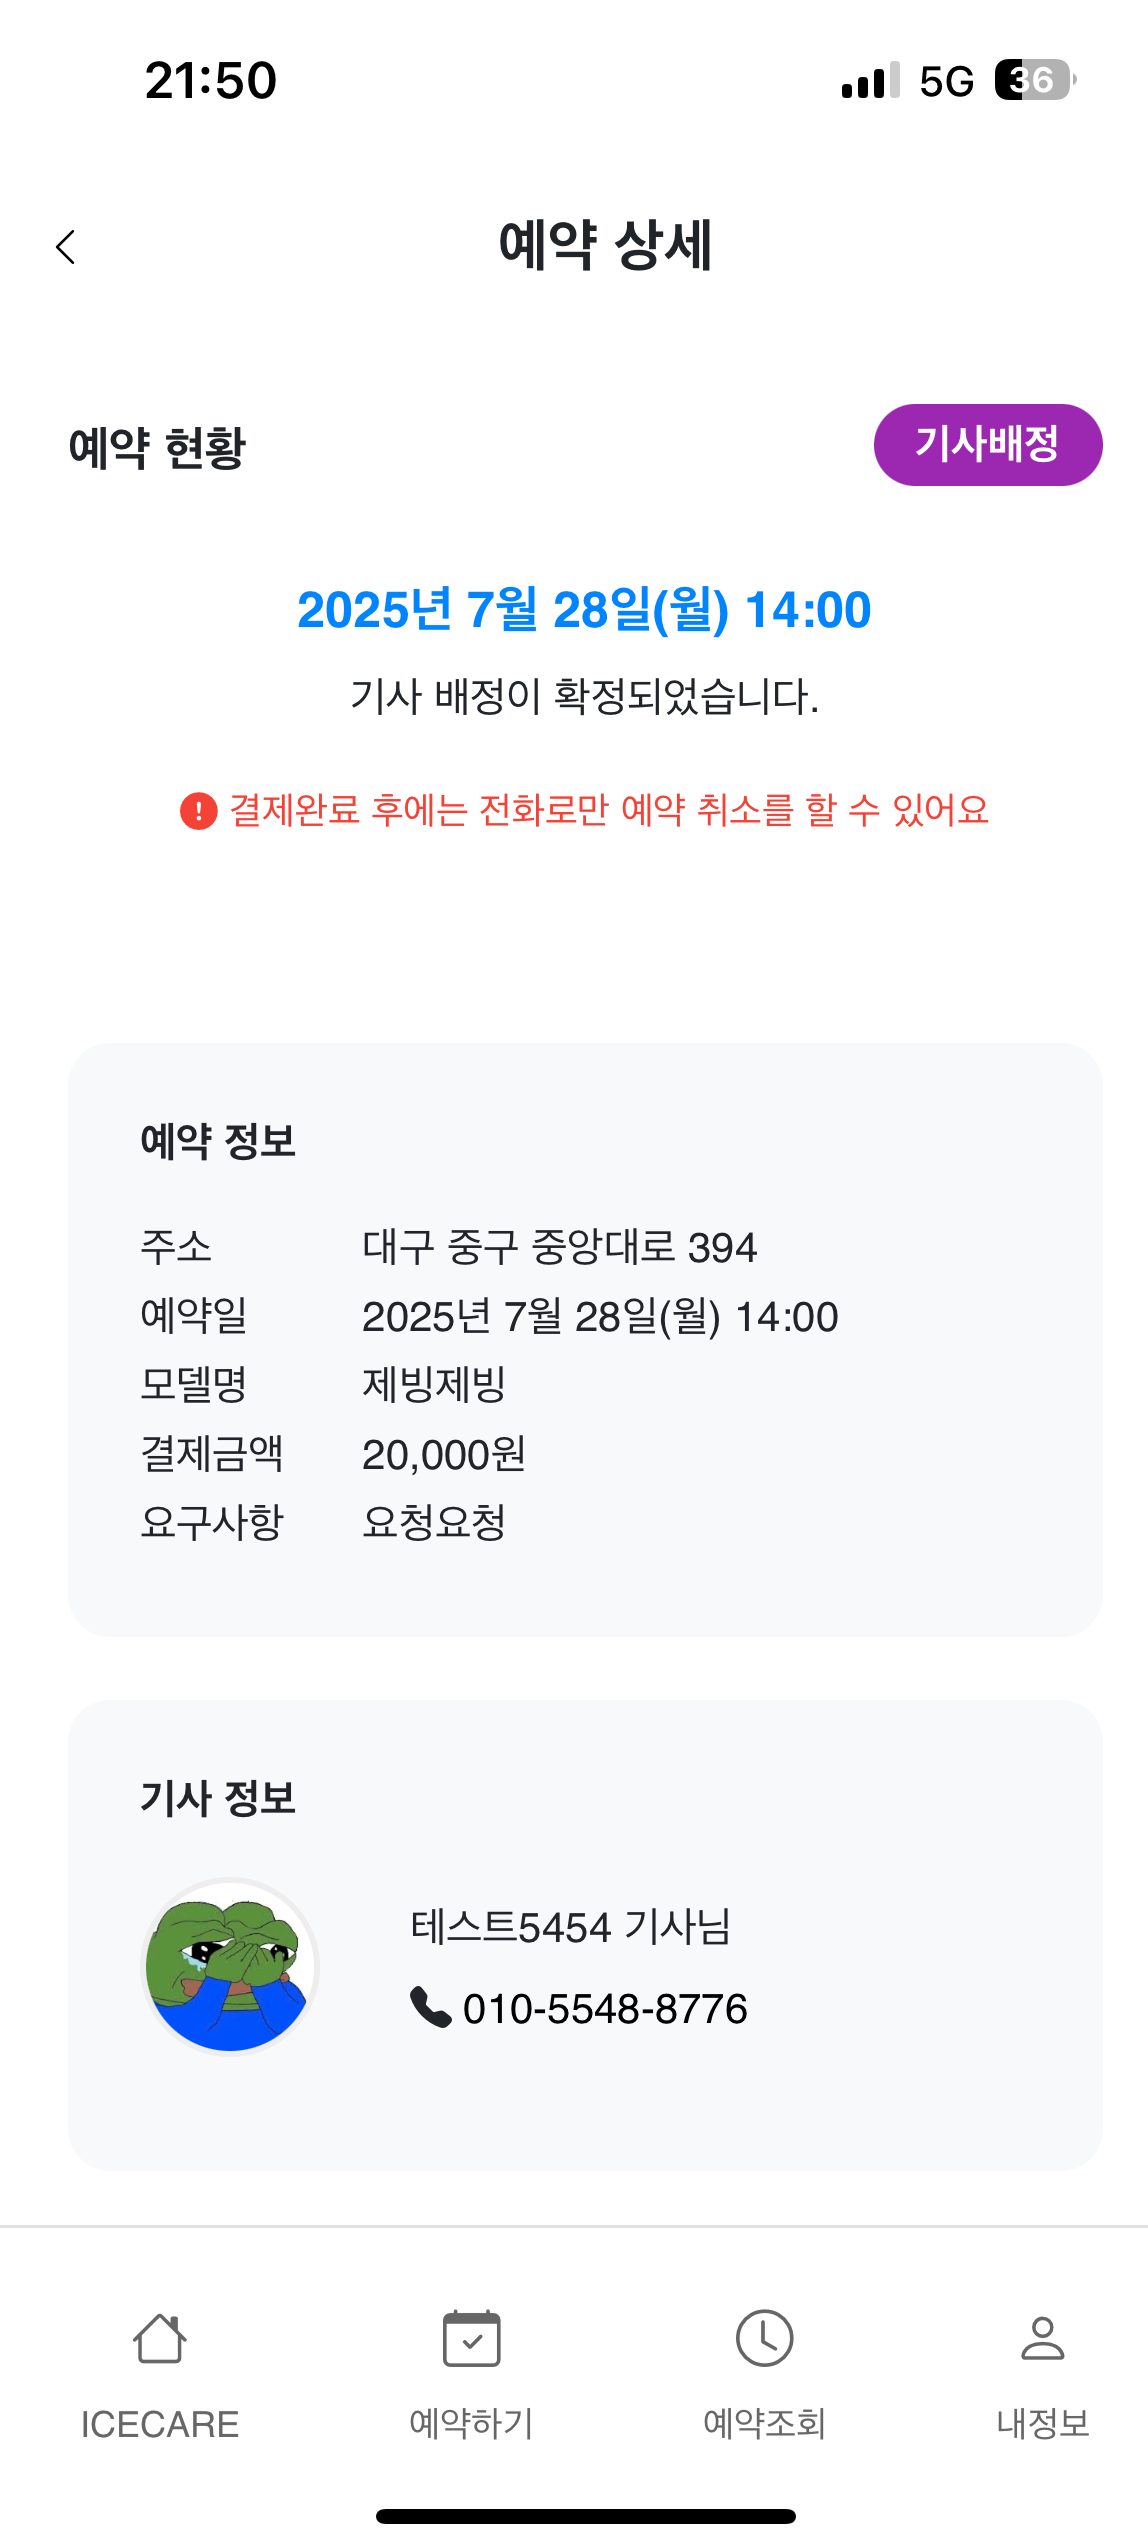 21:50
5G 36
예약 상세
예약 현황
기사배정
2025년 7월 28일(월) 14:00
기사 배정이 확정되었습니다.
결제완료 후에는 전화로만 예약 취소를 할 수 있어요
예약 정보
주소 대구 중구 중앙대로 394
예약일 2025년 7월 28일(월) 14:00
모델명 제빙제빙
결제금액 20,000원
요구사항 요청요청
기사 정보
테스트5454 기사님
010-5548-8776
ICECARE 예약하기 예약조회 내정보